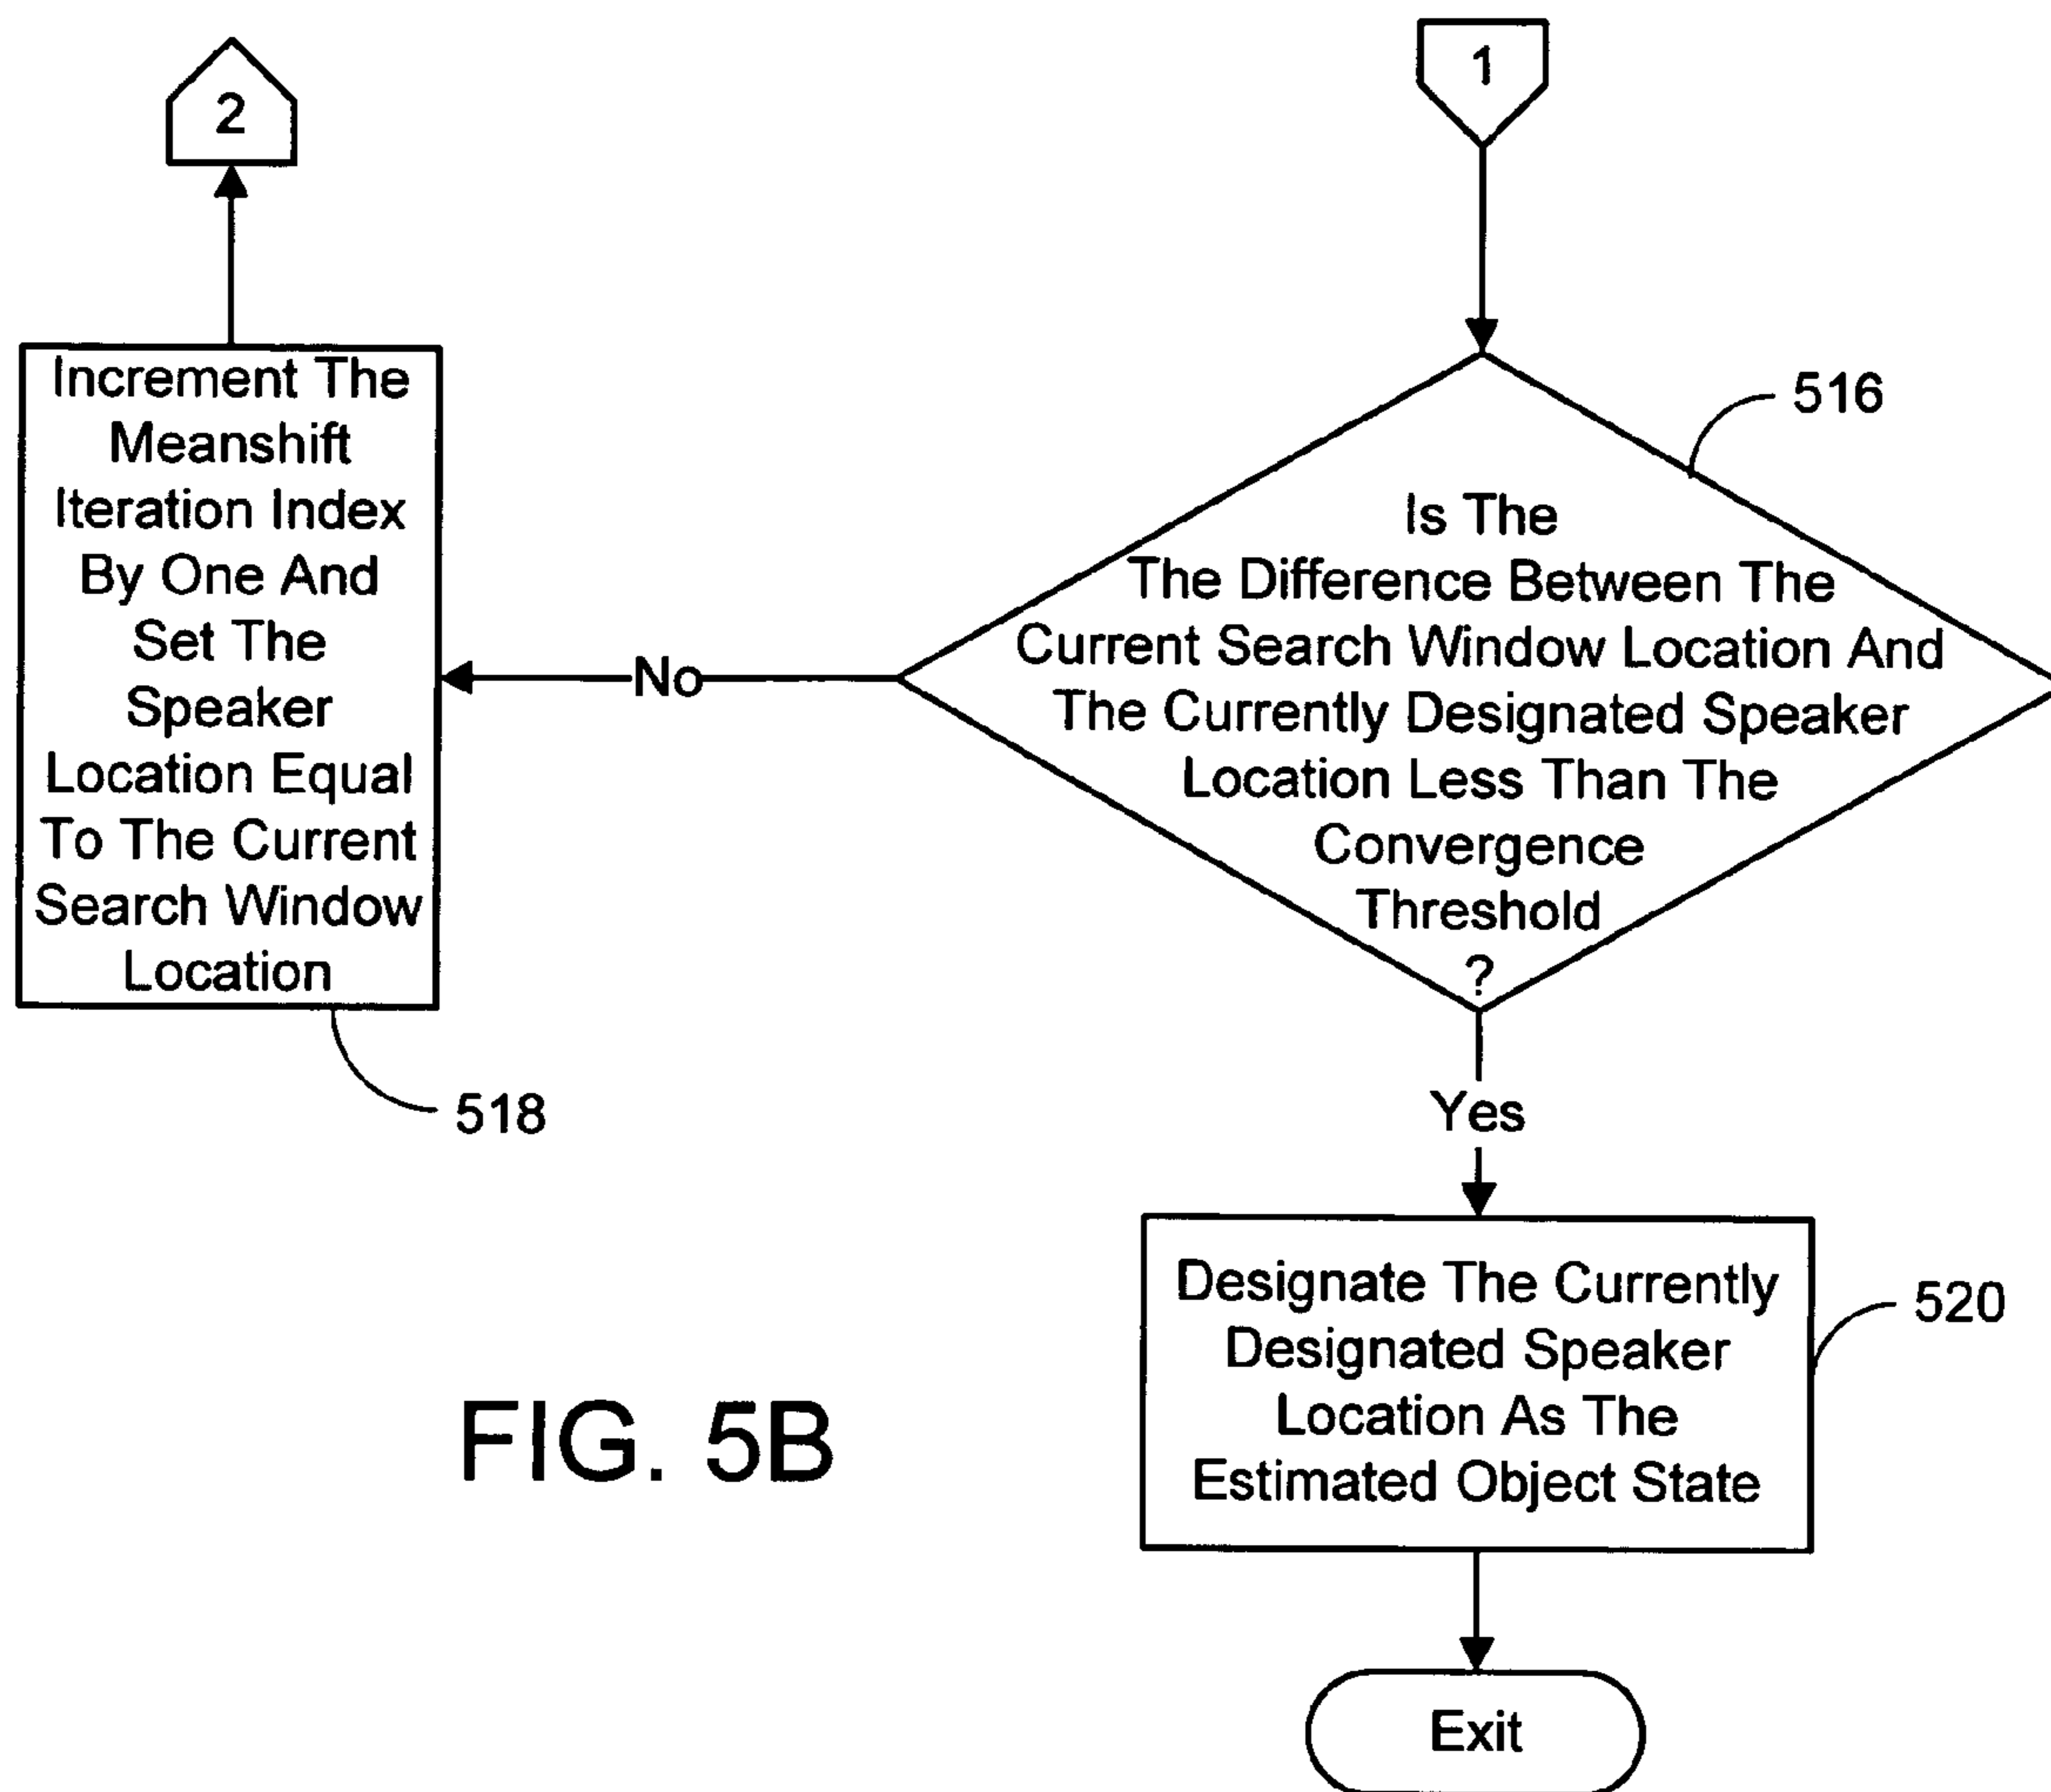 2
1
Increment The
Meanshift
Iteration Index
By One And
Set The
Speaker
Location Equal
To The Current
Search Window
Location
518
No
516
Is The
The Difference Between The
Current Search Window Location And
The Currently Designated Speaker
Location Less Than The
Convergence
Threshold
?
Yes
Designate The Currently
Designated Speaker
Location As The
Estimated Object State
520
Exit
FIG. 5B